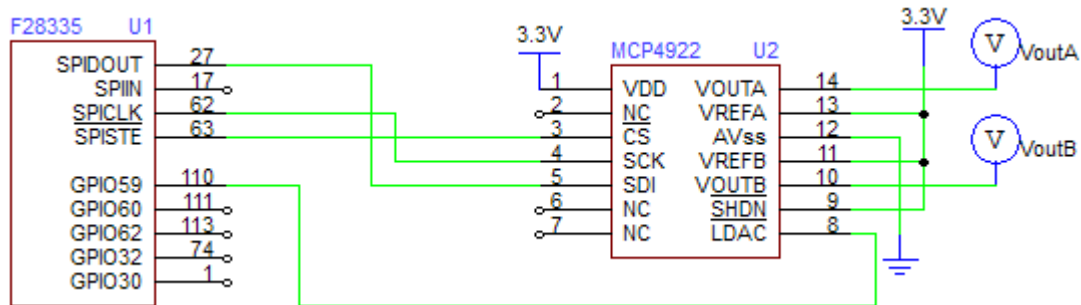 F28335 U1
SPIDOUT 27
SPIIN 17
SPICLK 62
SPISTE 63
GPIO59 110
GPIO60 111
GPIO62 113
GPIO32 74
GPIO30 1
3.3V
MCP4922 U2
1 VDD VOUTA 14
2 NC VREFA 13
3 CS AVss 12
4 SCK VREFB 11
5 SDI VOUTB 10
6 NC SHDN 9
7 NC LDAC 8
3.3V
V VoutA
V VoutB